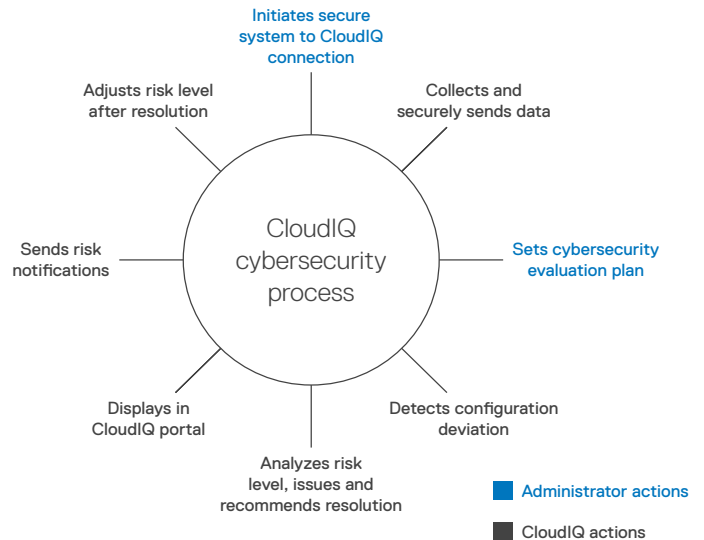 Initiates secure
system to CloudIQ
connection
Collects and
securely sends data
Sets cybersecurity
evaluation plan
Detects configuration
deviation
Analyzes risk
level, issues and
recommends resolution
Displays in
CloudIQ portal
Sends risk
notifications
Adjusts risk level
after resolution
CloudIQ
cybersecurity
process
Administrator actions
CloudIQ actions